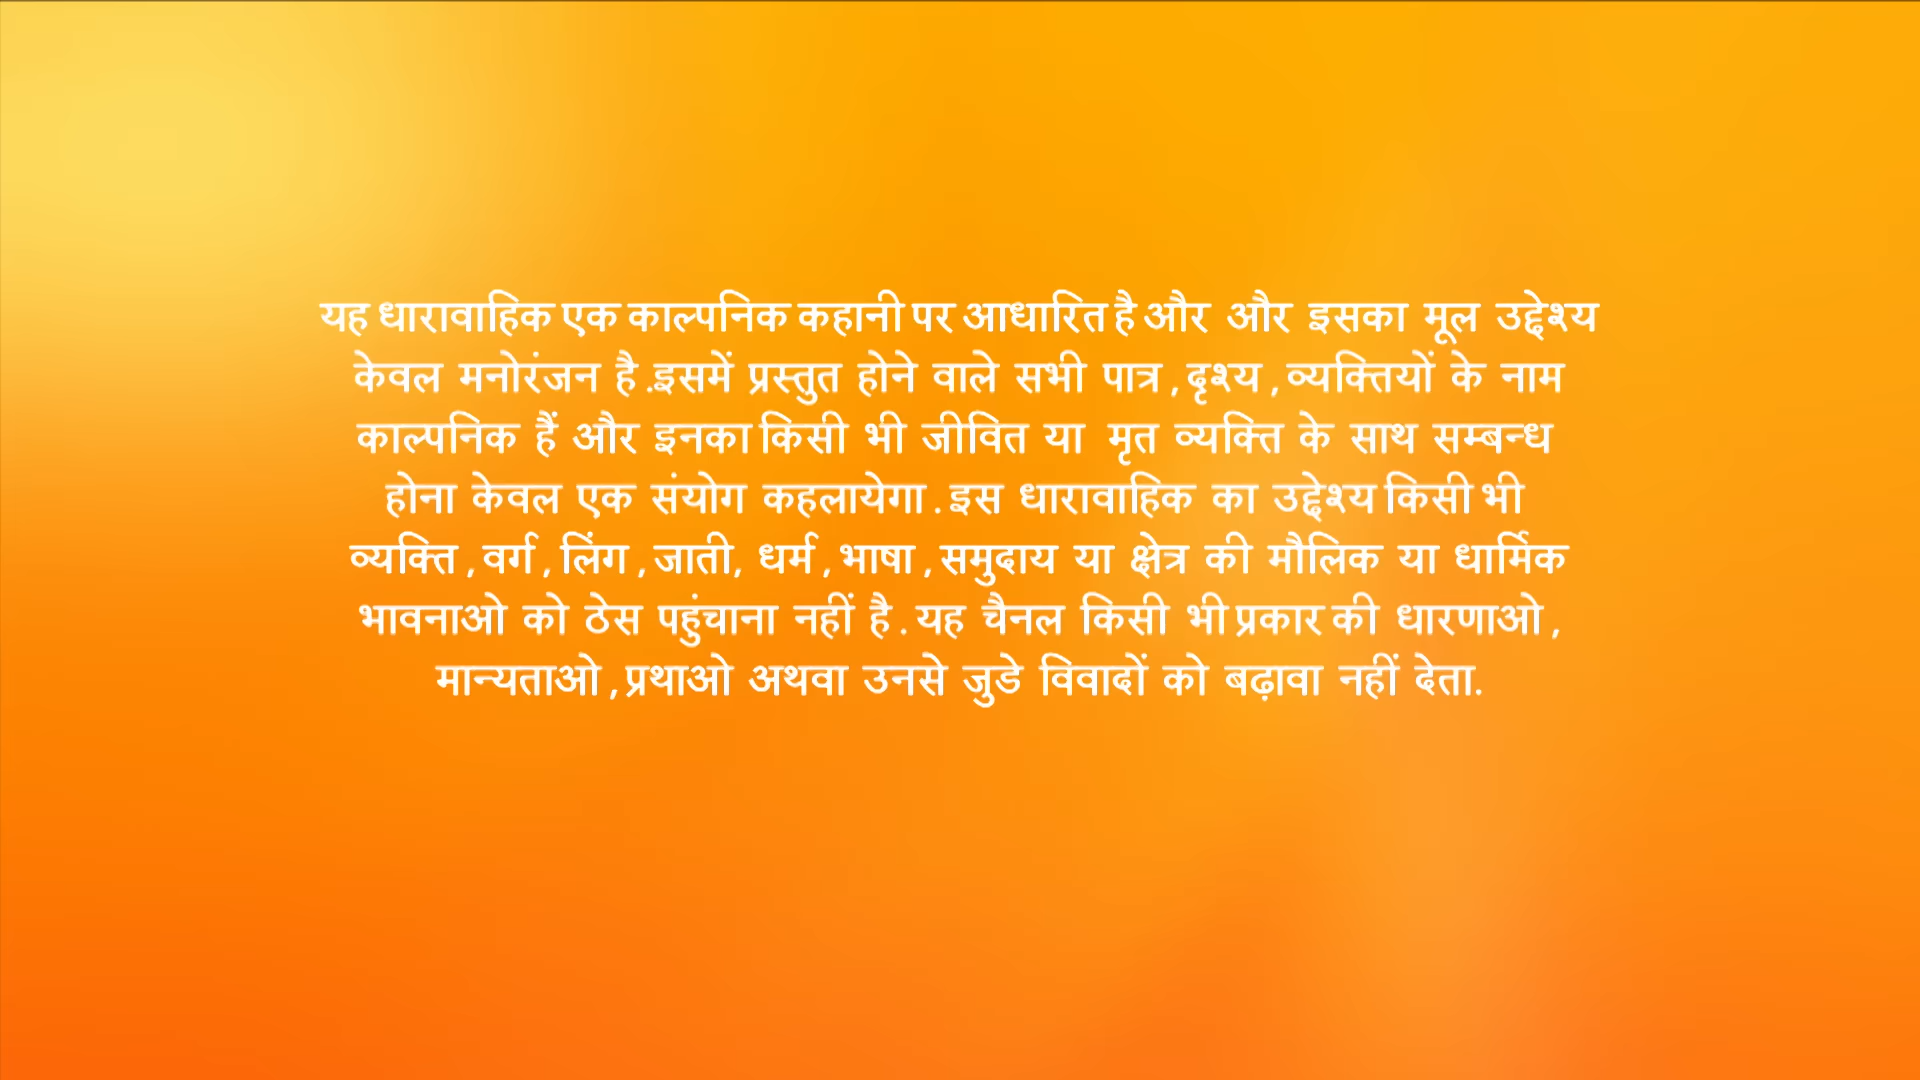 यह धारावाहिक एक काल्पनिक कहानी पर आधारित है और और इसका मूल उद्देश्य
केवल मनोरंजन है .इसमें प्रस्तुत होने वाले सभी पात्र , दृश्य , व्यक्तियों के नाम
काल्पनिक हैं और इनका किसी भी जीवित या मृत व्यक्ति के साथ सम्बन्ध
होना केवल एक संयोग कहलायेगा . इस धारावाहिक का उद्देश्य किसी भी
व्यक्ति , वर्ग , लिंग , जाती, धर्म , भाषा , समुदाय या क्षेत्र की मौलिक या धार्मिक
भावनाओ को ठेस पहुंचाना नहीं है . यह चैनल किसी भी प्रकार की धारणाओ ,
मान्यताओ , प्रथाओ अथवा उनसे जुडे विवादों को बढ़ावा नहीं देता.